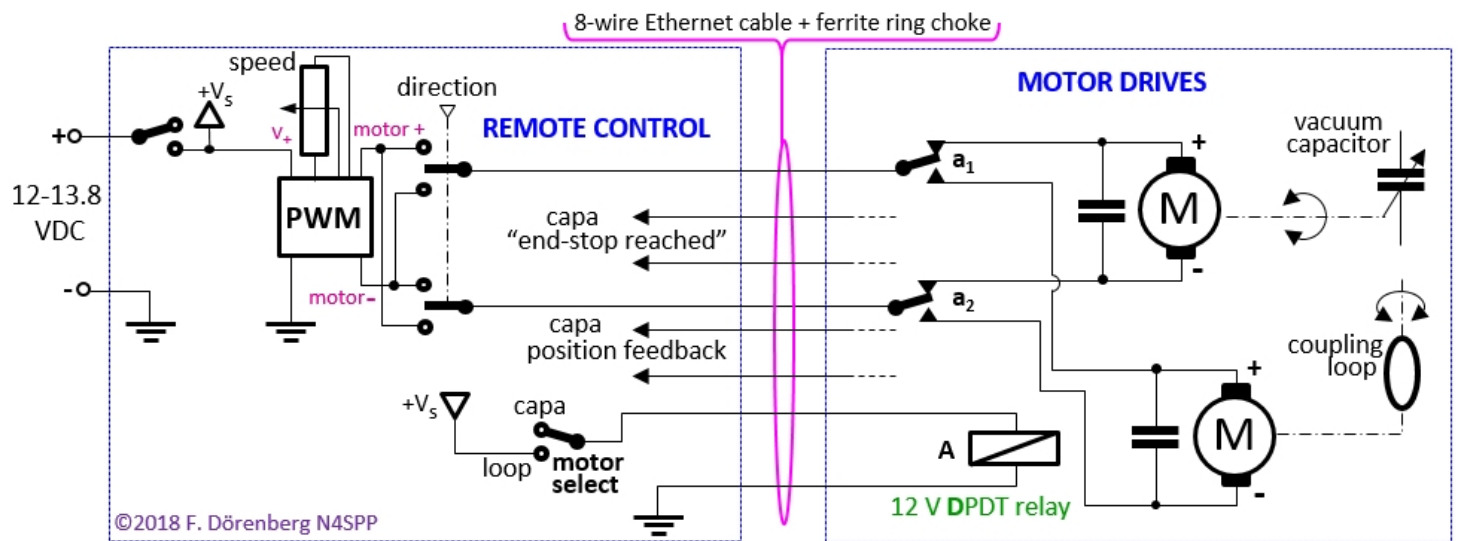 8-wire Ethernet cable + ferrite ring choke
speed
+Vs
direction
MOTOR DRIVES
+
V+
motor +
REMOTE CONTROL
12-13.8
VDC
PWM
-
motor-
capa
"end-stop reached"
capa
position feedback
+Vs
capa
loop
motor
select
a1
a2
+
M
-
vacuum
capacitor
coupling
loop
+
M
-
A
12 V DPDT relay
©2018 F. Dörenberg N4SPP